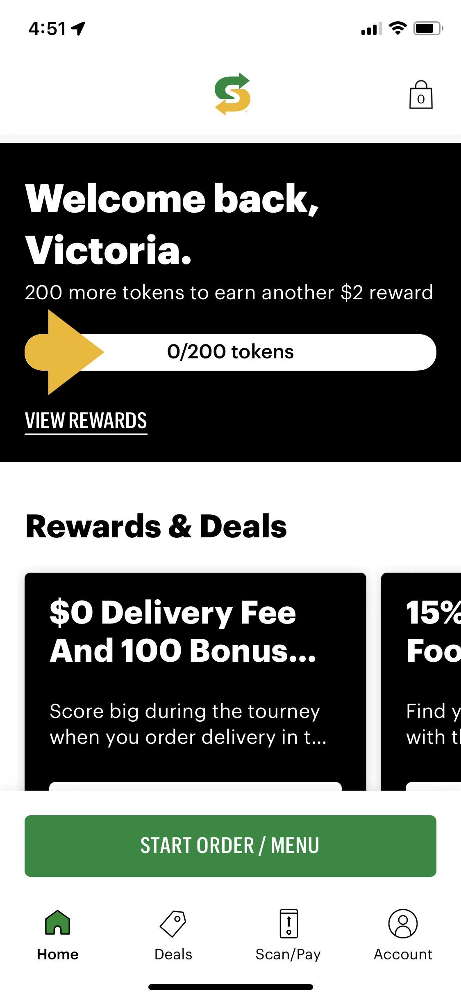 4:51
0
Welcome back,
Victoria.
200 more tokens to earn another $2 reward
0/200 tokens
VIEW REWARDS
Rewards & Deals
$0 Delivery Fee
And 100 Bonus...
Score big during the tourney
when you order delivery in t...
15%
Foo
Find y
with t
START ORDER / MENU
Home
Deals
Scan/Pay
Account